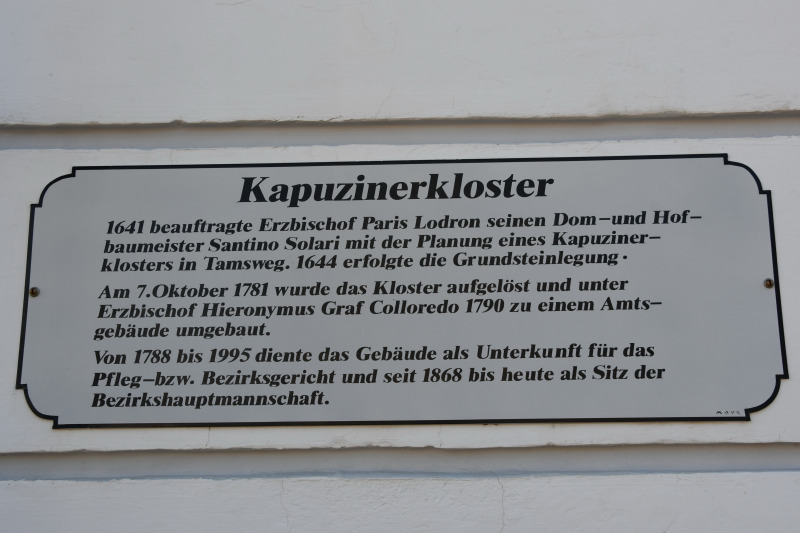 Kapuzinerkloster
1641 beauftragte Erzbischof Paris Lodron seinen Dom-und Hof-
baumeister Santino Solari mit der Planung eines Kapuziner-
klosters in Tamsweg. 1644 erfolgte die Grundsteinlegung.
Am 7.Oktober 1781 wurde das Kloster aufgelöst und unter
Erzbischof Hieronymus Graf Colloredo 1790 zu einem Amts-
gebäude umgebaut.
Von 1788 bis 1995 diente das Gebäude als Unterkunft für das
Pfleg-bzw. Bezirksgericht und seit 1868 bis heute als Sitz der
Bezirkshauptmannschaft.